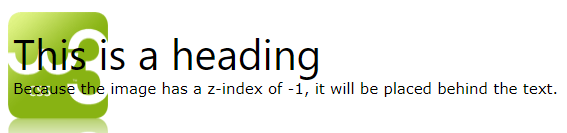 This is a heading
Because the image has a z-index of -1, it will be placed behind the text.